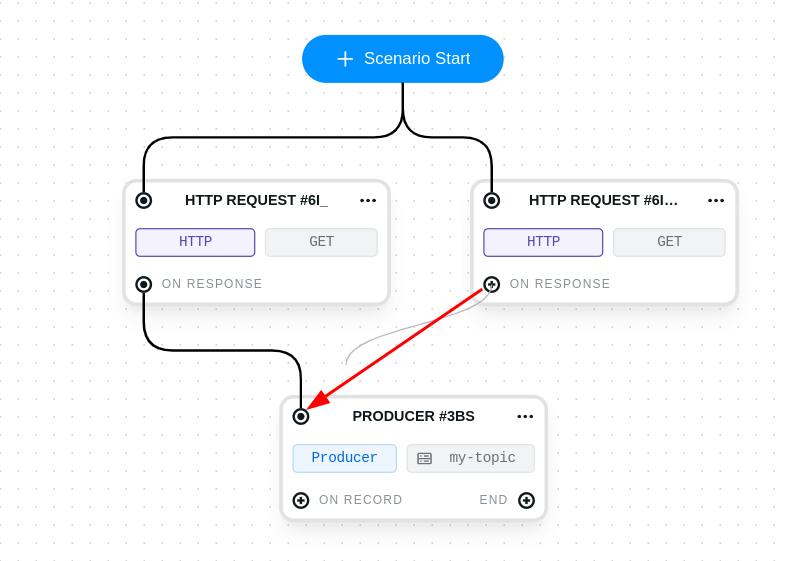 Scenario Start
HTTP REQUEST #6I_
HTTP GET
ON RESPONSE
HTTP REQUEST #6I...
HTTP GET
ON RESPONSE
PRODUCER #3BS
Producer my-topic
ON RECORD END